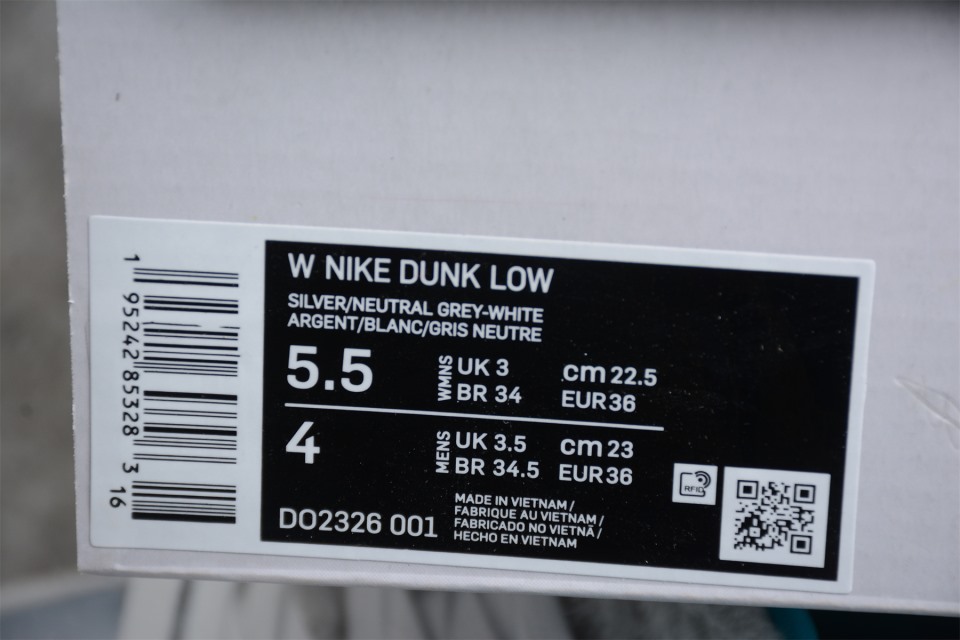 1 95242 85328 3 16
W NIKE DUNK LOW
SILVER/NEUTRAL GREY-WHITE
ARGENT/BLANC/GRIS NEUTRE
5.5 WMNS UK 3 cm 22.5
BR 34 EUR 36
4 MENS UK 3.5 cm 23
BR 34.5 EUR 36
RFID
DO2326 001
MADE IN VIETNAM /
FABRIQUE AU VIETNAM /
FABRICADO NO VIETNÃ /
HECHO EN VIETNAM